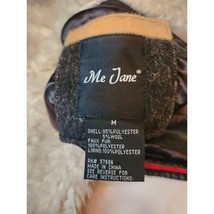 Me Jane®
M
SHELL: 95%POLYESTER
5%WOOL
FAUX FUR:
100%POLYESTER
LINING: 100%POLYESTER
RN# 57606
MADE IN CHINA
SEE REVERSE FOR
CARE INSTRUCTIONS: